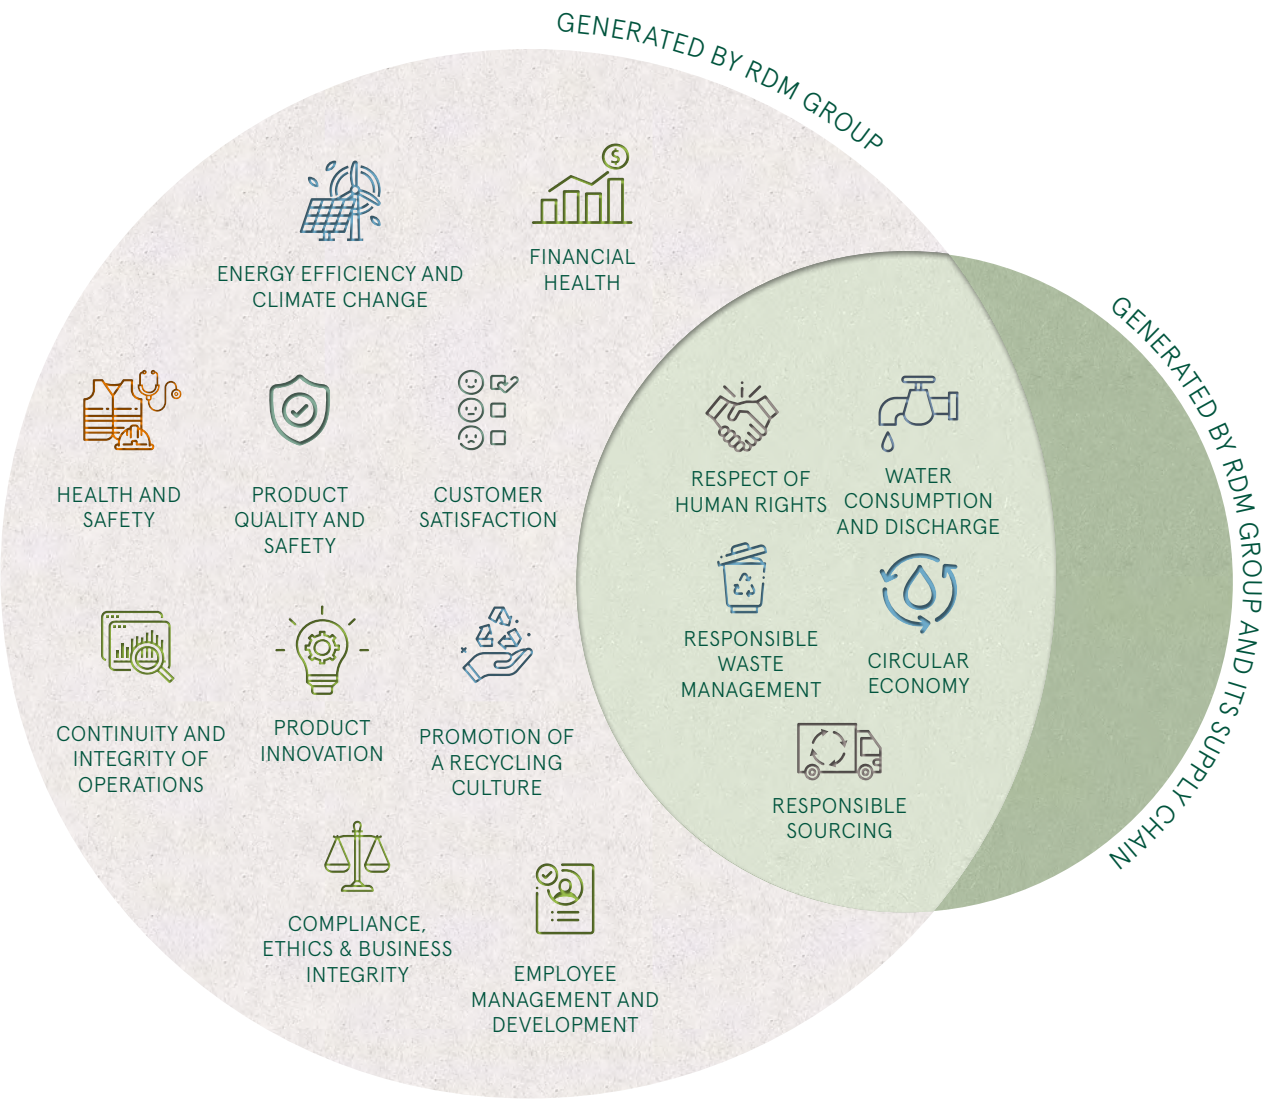 GENERATED BY RDM GROUP
ENERGY EFFICIENCY AND
CLIMATE CHANGE
FINANCIAL
HEALTH
GENERATED BY RDM GROUP AND ITS SUPPLY CHAIN
HEALTH AND
SAFETY
PRODUCT
QUALITY AND
SAFETY
CUSTOMER
SATISFACTION
RESPECT OF
HUMAN RIGHTS
WATER
CONSUMPTION
AND DISCHARGE
RESPONSIBLE
WASTE
MANAGEMENT
CIRCULAR
ECONOMY
CONTINUITY AND
INTEGRITY OF
OPERATIONS
PRODUCT
INNOVATION
PROMOTION OF
A RECYCLING
CULTURE
RESPONSIBLE
SOURCING
COMPLIANCE,
ETHICS & BUSINESS
INTEGRITY
EMPLOYEE
MANAGEMENT AND
DEVELOPMENT